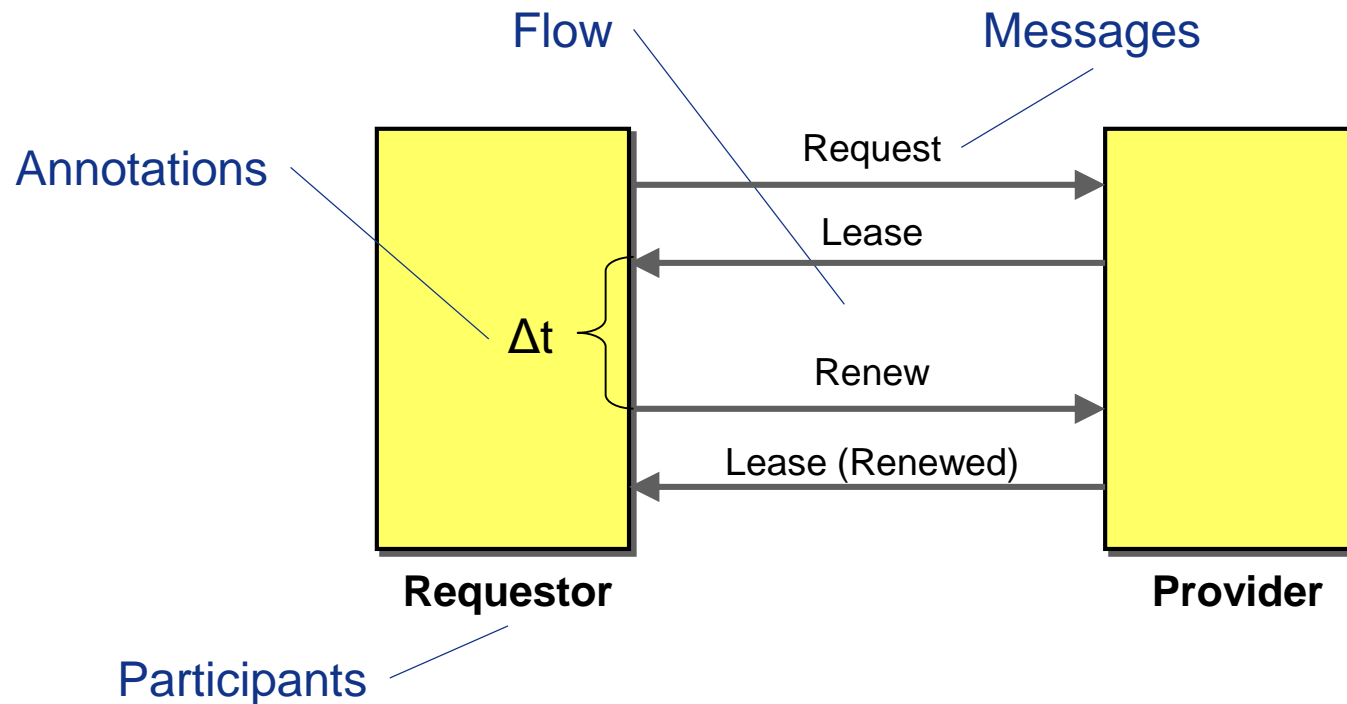 Flow
Messages
Request
Annotations
Lease
Δt
Renew
Lease (Renewed)
Requestor
Provider
Participants